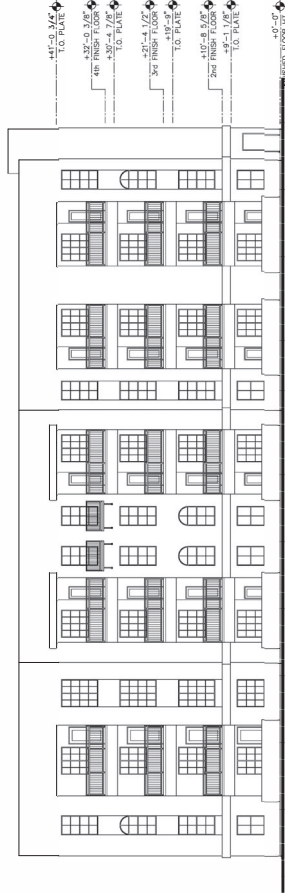 +41'-0 3/4"
T.O. PLATE
+32'-0 3/8"
4th FINISH FLOOR
+30'-4 7/8"
T.O. PLATE
+21'-4 1/2"
3rd FINISH FLOOR
+19'-9"
T.O. PLATE
+10'-8 5/8"
2nd FINISH FLOOR
+9'-1 1/8"
T.O. PLATE
+0'-0"
FLOOR